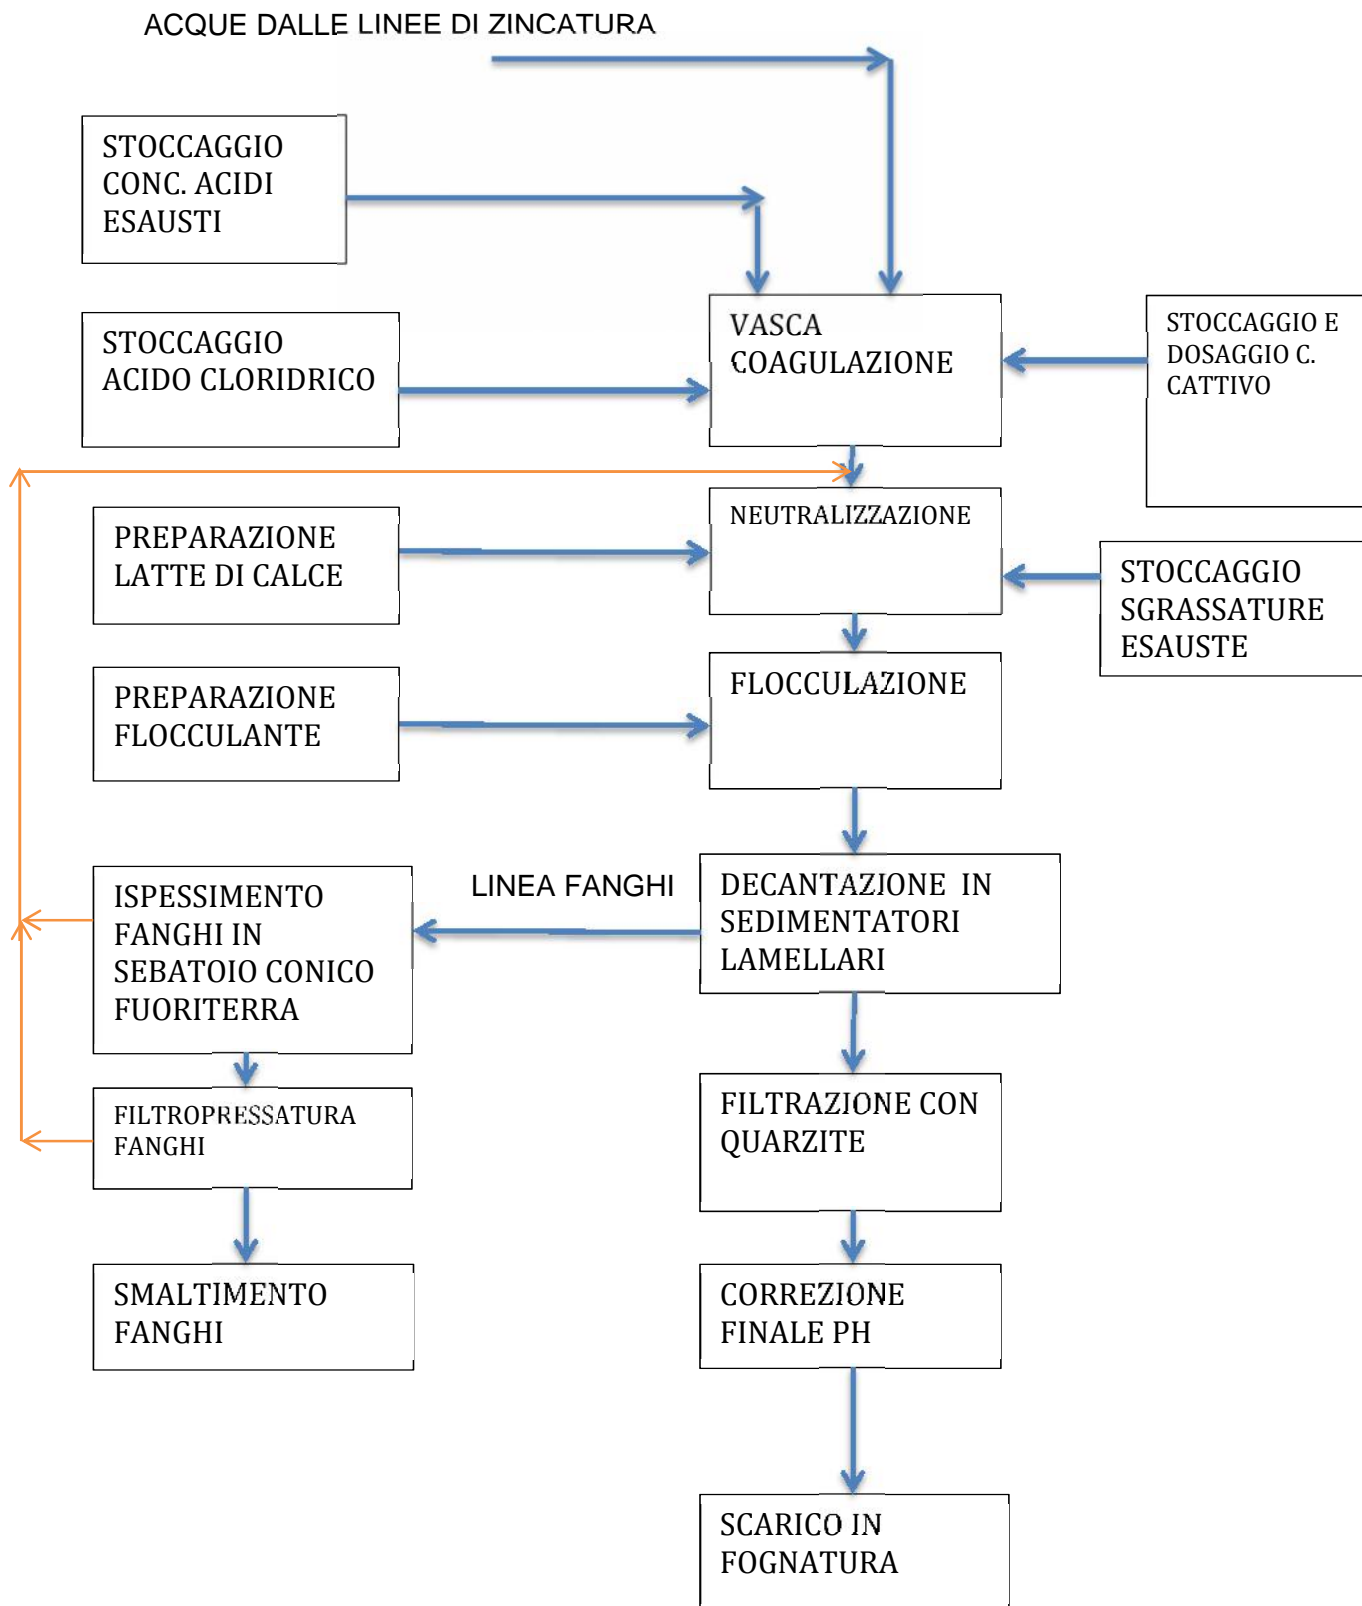 ACQUE DALLE LINEE DI ZINCATURA
STOCCAGGIO
CONC. ACIDI
ESAUSTI
STOCCAGGIO
ACIDO CLORIDRICO
VASCA
COAGULAZIONE
STOCCAGGIO E
DOSAGGIO C.
CATTIVO
PREPARAZIONE
LATTE DI CALCE
NEUTRALIZZAZIONE
STOCCAGGIO
SGRASSATURE
ESAUSTE
PREPARAZIONE
FLOCCULANTE
FLOCCULAZIONE
ISPESSIMENTO
FANGHI IN
SEBATOIO CONICO
FUORITERRA
LINEA FANGHI
DECANTAZIONE IN
SEDIMENTATORI
LAMELLARI
FILTROPRESSATURA
FANGHI
FILTRAZIONE CON
QUARZITE
SMALTIMENTO
FANGHI
CORREZIONE
FINALE PH
SCARICO IN
FOGNATURA